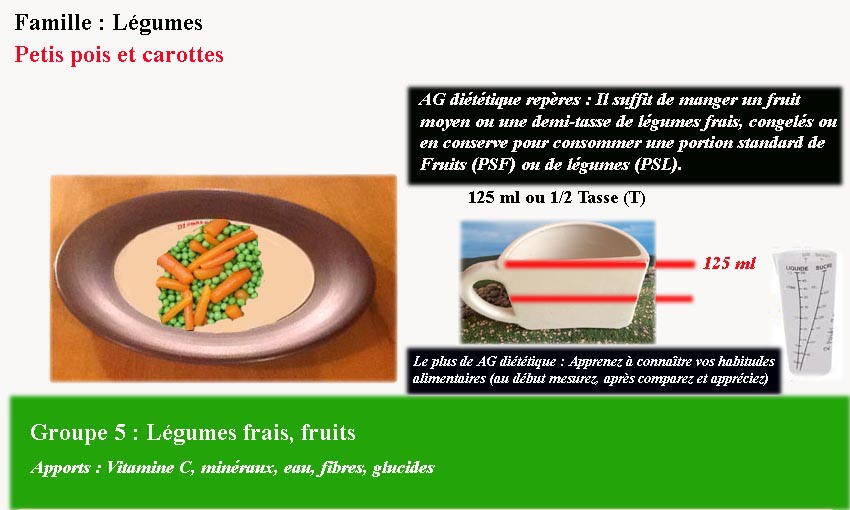 Famille : Légumes
Petis pois et carottes
AG diététique repères : Il suffit de manger un fruit
moyen ou une demi-tasse de légumes frais, congelés ou
en conserve pour consommer une portion standard de
Fruits (PSF) ou de légumes (PSL).
125 ml ou 1/2 Tasse (T)
125 ml
LIQUIDE SUCRE
Le plus de AG diététique : Apprenez à connaître vos habitudes
alimentaires (au début mesurez, après comparez et appréciez)
Groupe 5 : Légumes frais, fruits
Apports : Vitamine C, minéraux, eau, fibres, glucides